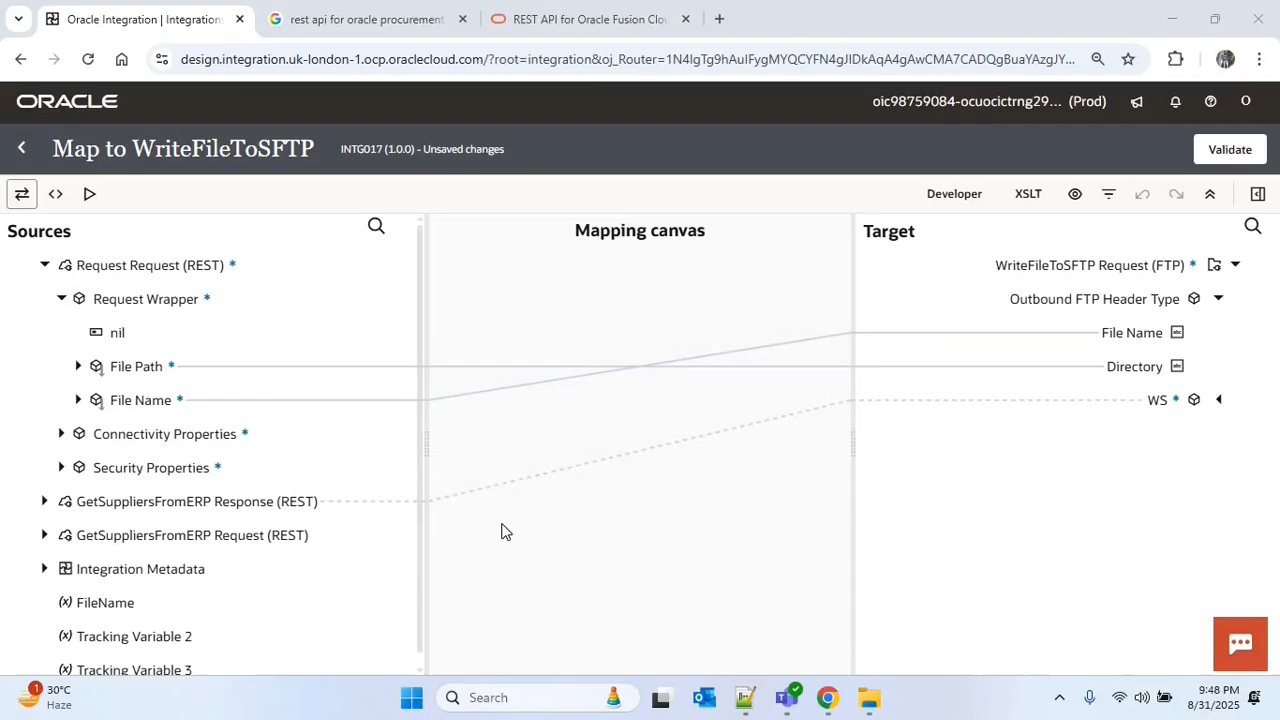 Oracle Integration | Integrations
rest api for oracle procurement
REST API for Oracle Fusion Clou
design.integration.uk-london-1.ocp.oraclecloud.com/?root=integration&oj_Router=1N4IgTg9hAuIFygMYQCYFN4gJIDkAqA4gAwCMA7CADQgBuaYAzgJY...
ORACLE
oic98759084-ocuocictrng29... (Prod)
O
Map to WriteFileToSFTP
INTG017 (1.0.0) - Unsaved changes
Validate
Developer
XSLT
Sources
Mapping canvas
Target
Request Request (REST) *
WriteFileToSFTP Request (FTP) *
Request Wrapper *
Outbound FTP Header Type
nil
File Name
File Path *
Directory
File Name *
WS *
Connectivity Properties *
Security Properties *
GetSuppliersFromERP Response (REST)
GetSuppliersFromERP Request (REST)
Integration Metadata
(x) FileName
(x) Tracking Variable 2
(x) Tracking Variable 3
1
30°C
Haze
Search
9:48 PM
8/31/2025